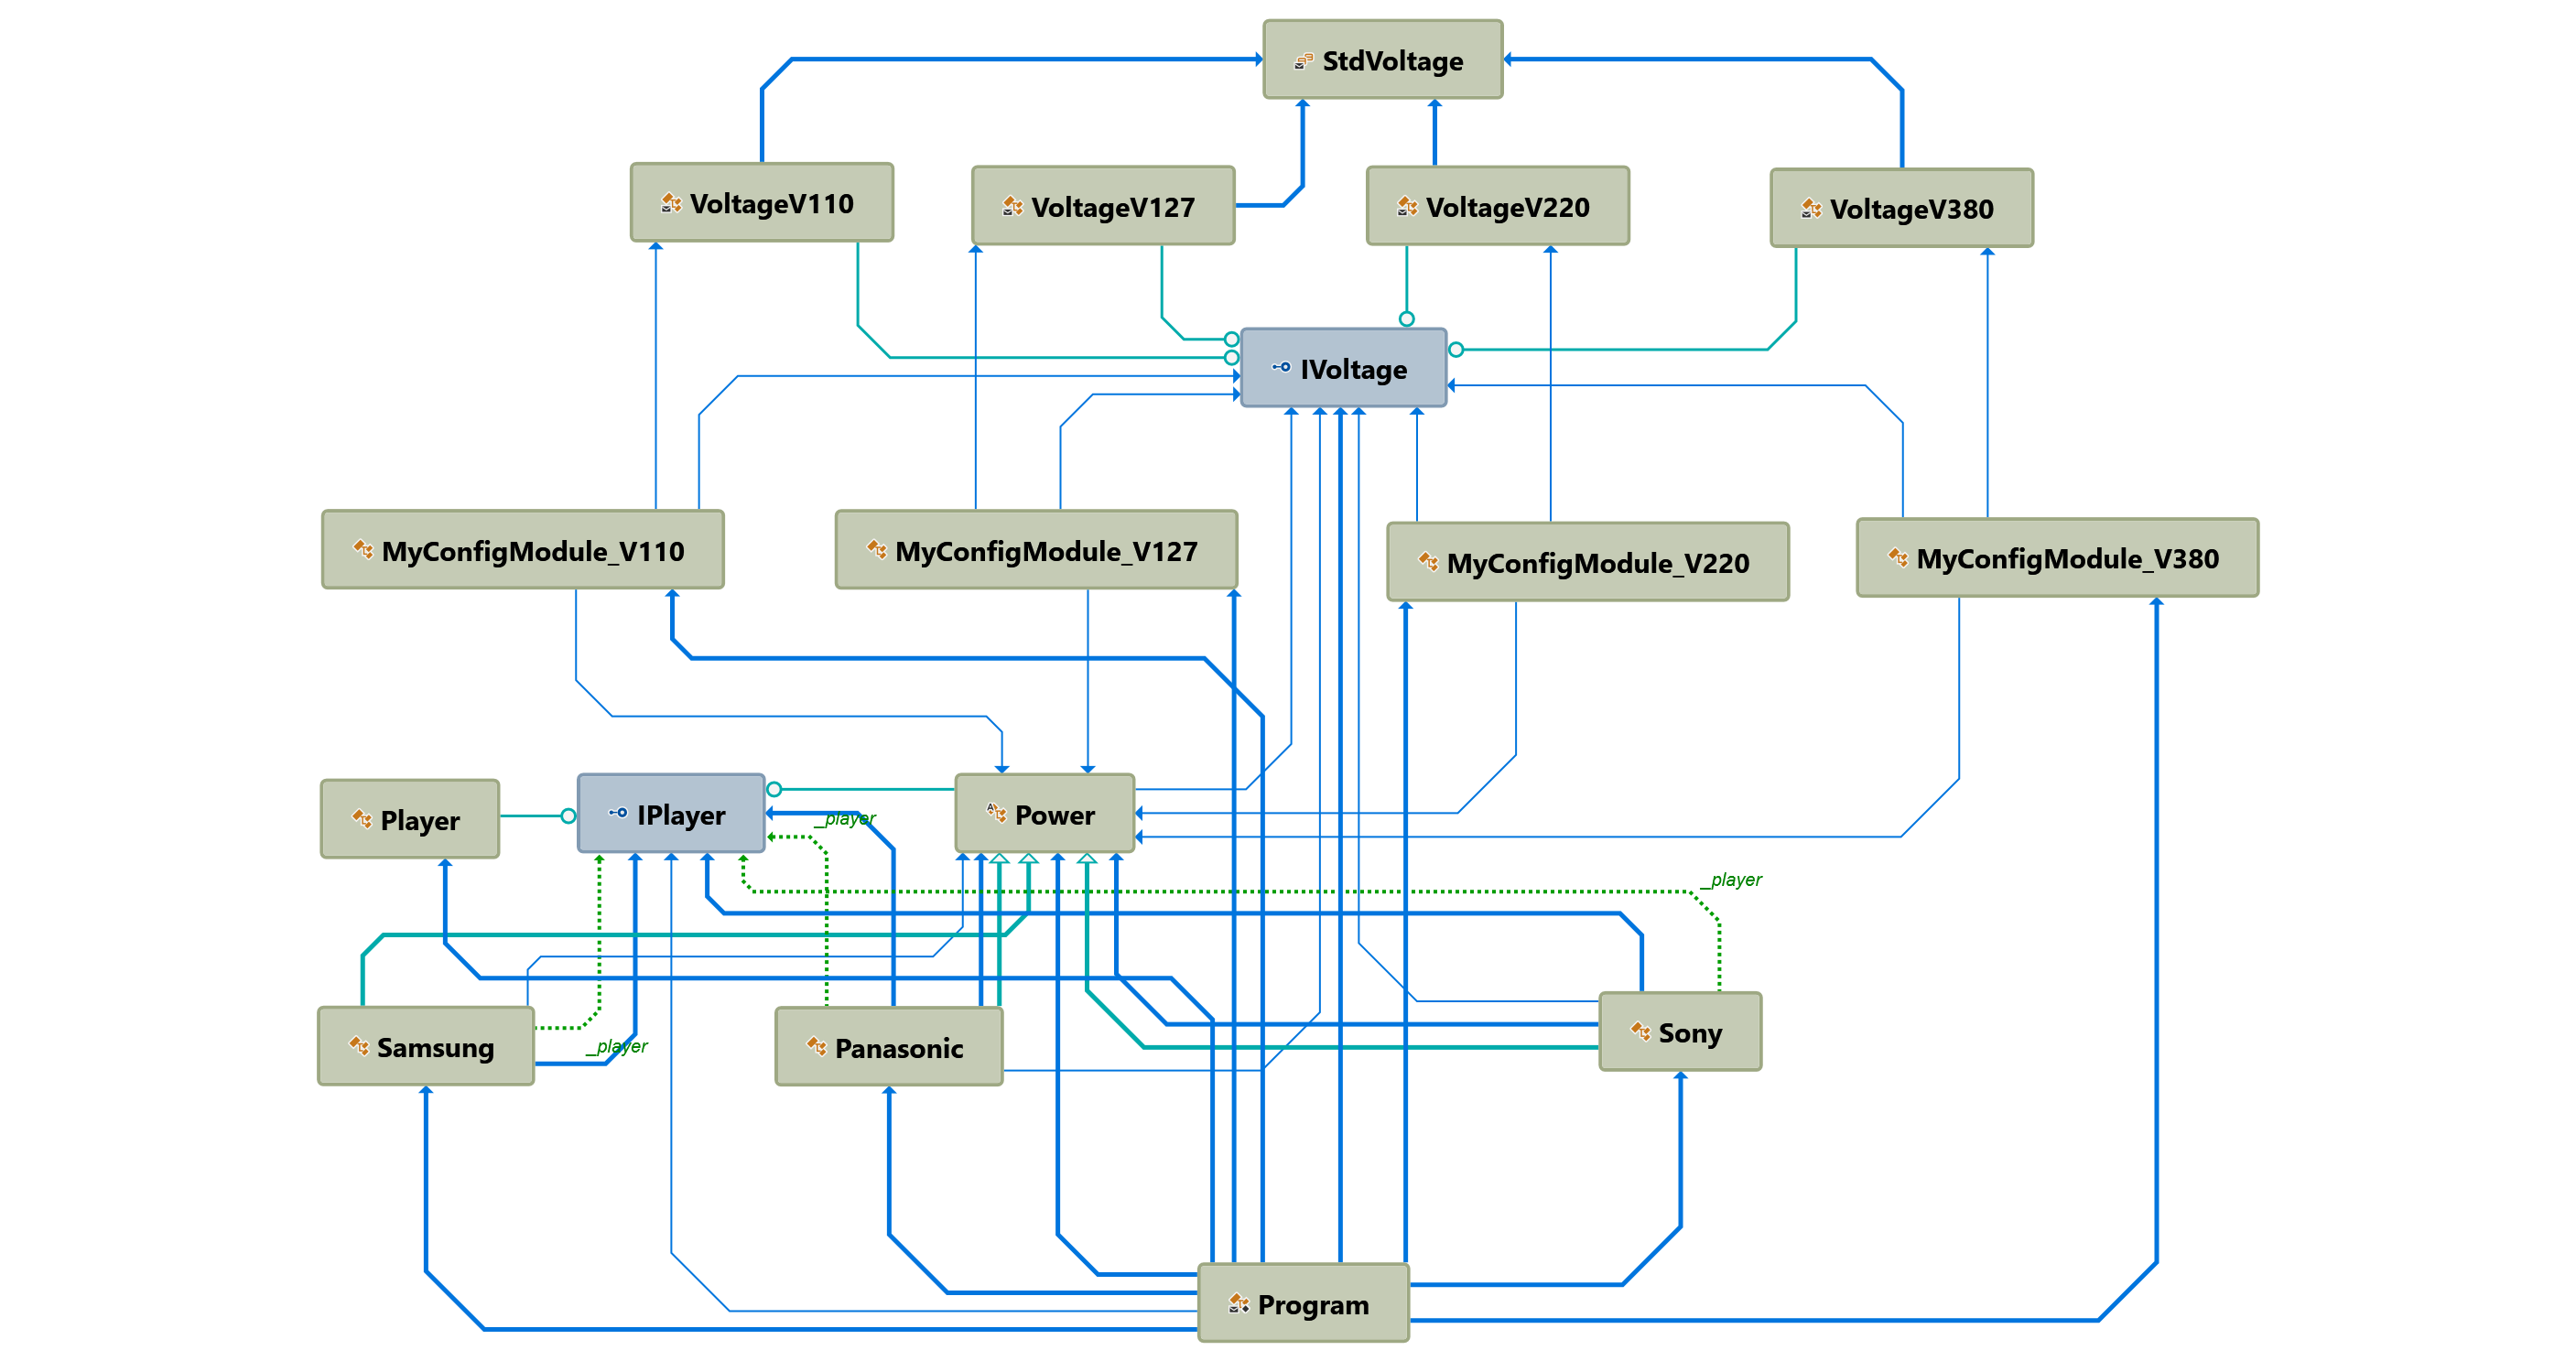 StdVoltage
VoltageV110
VoltageV127
VoltageV220
VoltageV380
IVoltage
MyConfigModule_V110
MyConfigModule_V127
MyConfigModule_V220
MyConfigModule_V380
Player
IPlayer
_player
Power
_player
Samsung
_player
Panasonic
Sony
Program